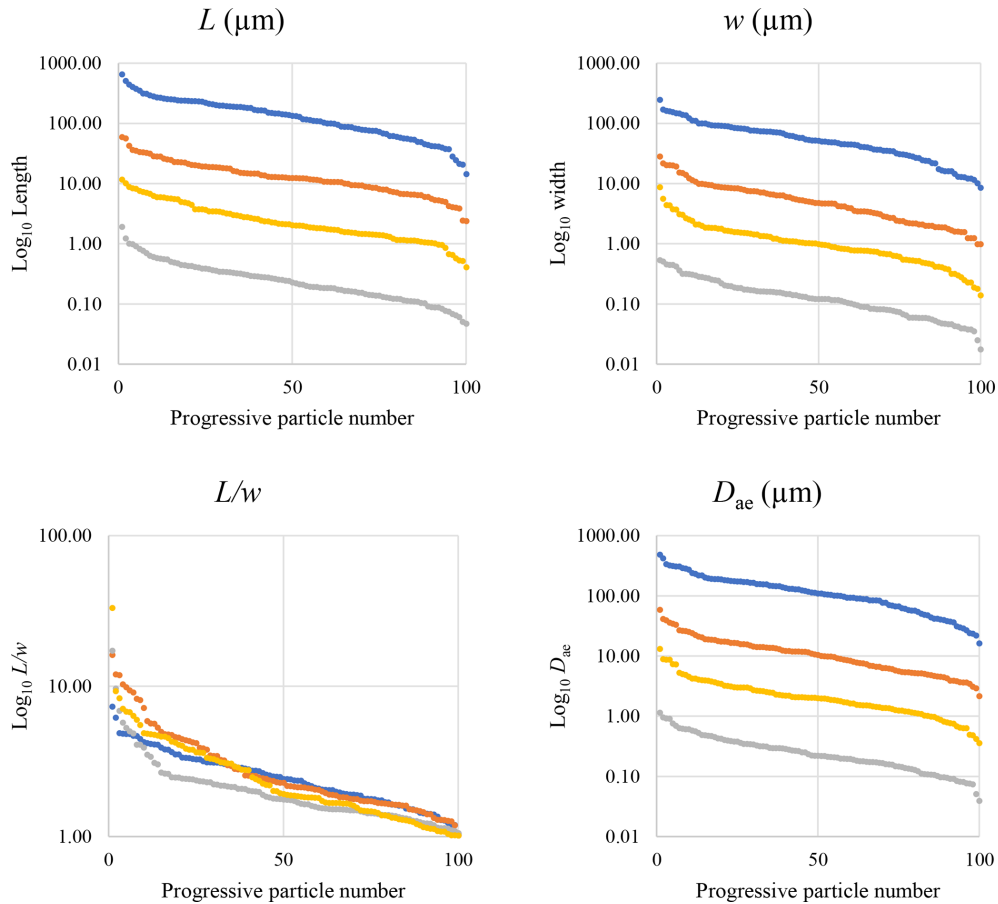 L (µm)
1000.00
100.00
10.00
1.00
0.10
0.01
Log₁₀ Length
0
50
100
Progressive particle number
w (µm)
1000.00
100.00
10.00
1.00
0.10
0.01
Log₁₀ width
0
50
100
Progressive particle number
L/w
100.00
10.00
1.00
Log₁₀ L/w
0
50
100
Progressive particle number
Dae (µm)
1000.00
100.00
10.00
1.00
0.10
0.01
Log₁₀ Dae
0
50
100
Progressive particle number